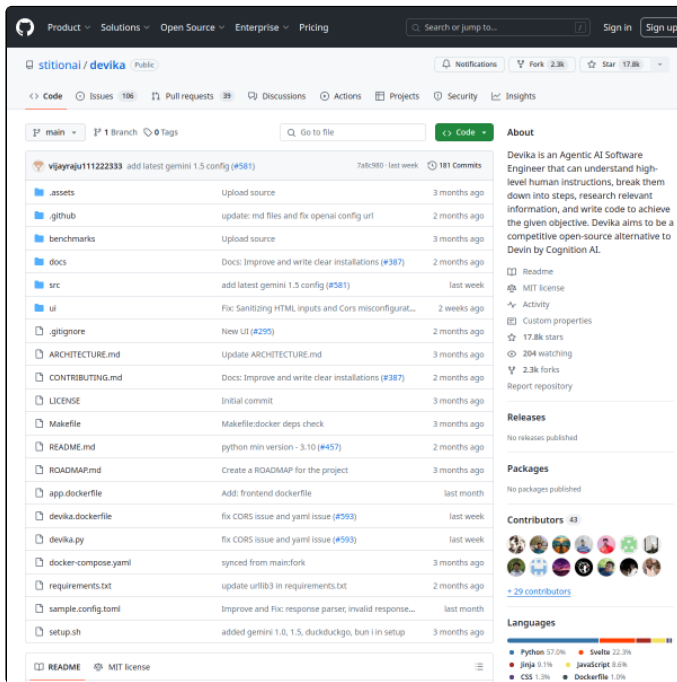 Product Solutions Open Source Enterprise Pricing Search or jump to... / Sign in Sign up
stitionai / devika Public Notifications Fork 2.3k Star 17.8k
Code Issues 106 Pull requests 39 Discussions Actions Projects Security Insights
main 1 Branch 0 Tags Go to file Code
vijayraju111222333 add latest gemini 1.5 config (#581) 7a8c980 · last week 181 Commits
.assets Upload source 3 months ago
.github update: md files and fix openai config url 2 months ago
benchmarks Upload source 3 months ago
docs Docs: Improve and write clear installations (#387) 2 months ago
src add latest gemini 1.5 config (#581) last week
ui Fix: Sanitizing HTML inputs and Cors misconfigurat... 2 weeks ago
.gitignore New UI (#295) 2 months ago
ARCHITECTURE.md Update ARCHITECTURE.md 3 months ago
CONTRIBUTING.md Docs: Improve and write clear installations (#387) 2 months ago
LICENSE Initial commit 3 months ago
Makefile Makefile:docker deps check 3 months ago
README.md python min version - 3.10 (#457) 2 months ago
ROADMAP.md Create a ROADMAP for the project 3 months ago
app.dockerfile Add: frontend dockerfile last month
devika.dockerfile fix CORS issue and yaml issue (#593) last week
devika.py fix CORS issue and yaml issue (#593) last week
docker-compose.yaml synced from main:fork 3 months ago
requirements.txt update urllib3 in requirements.txt 2 months ago
sample.config.toml Improve and Fix: response parser, invalid response... last month
setup.sh added gemini 1.0, 1.5, duckduckgo, bun i in setup 3 months ago
README MIT license
About
Devika is an Agentic AI Software
Engineer that can understand high-
level human instructions, break them
down into steps, research relevant
information, and write code to achieve
the given objective. Devika aims to be a
competitive open-source alternative to
Devin by Cognition AI.
Readme
MIT license
Activity
Custom properties
17.8k stars
204 watching
2.3k forks
Report repository
Releases
No releases published
Packages
No packages published
Contributors 43
+ 29 contributors
Languages
Python 57.0% Svelte 22.3%
Jinja 9.1% JavaScript 8.6%
CSS 1.3% Dockerfile 1.0%